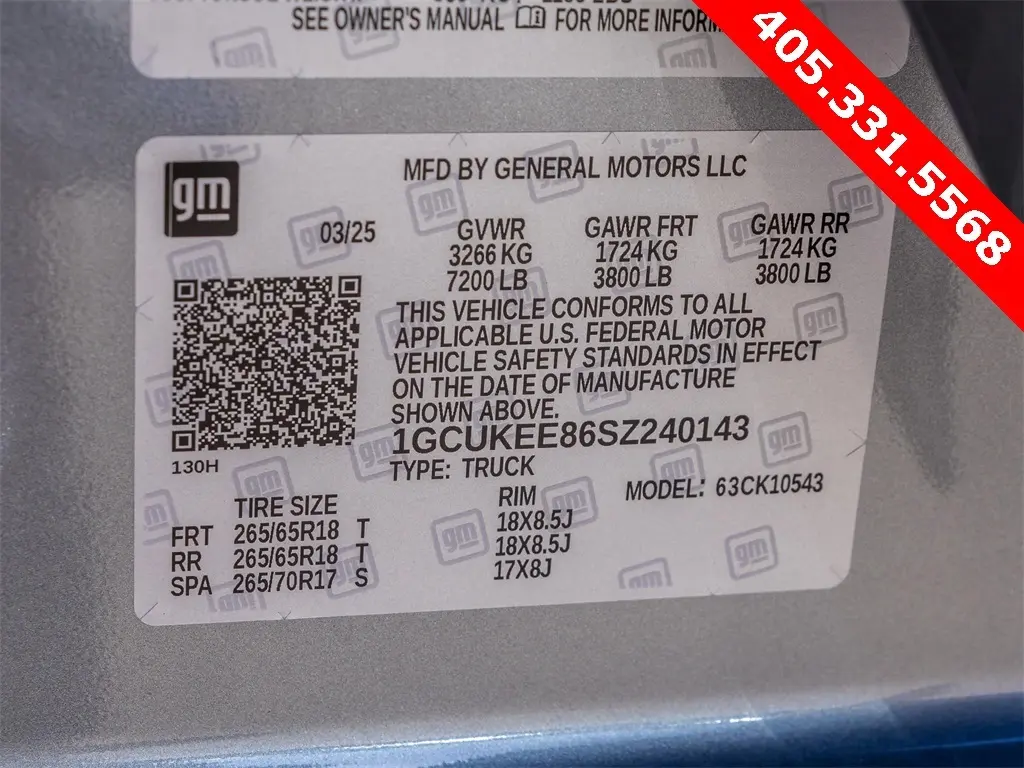 SEE OWNER'S MANUAL FOR MORE INFORM
405.331.5568
gm
MFD BY GENERAL MOTORS LLC
03/25 GVWR GAWR FRT GAWR RR
3266 KG 1724 KG 1724 KG
7200 LB 3800 LB 3800 LB
THIS VEHICLE CONFORMS TO ALL
APPLICABLE U.S. FEDERAL MOTOR
VEHICLE SAFETY STANDARDS IN EFFECT
ON THE DATE OF MANUFACTURE
SHOWN ABOVE.
1GCUKEE86SZ240143
130H
TYPE: TRUCK
MODEL: 63CK10543
TIRE SIZE RIM
FRT 265/65R18 T 18X8.5J
RR 265/65R18 T 18X8.5J
SPA 265/70R17 S 17X8J